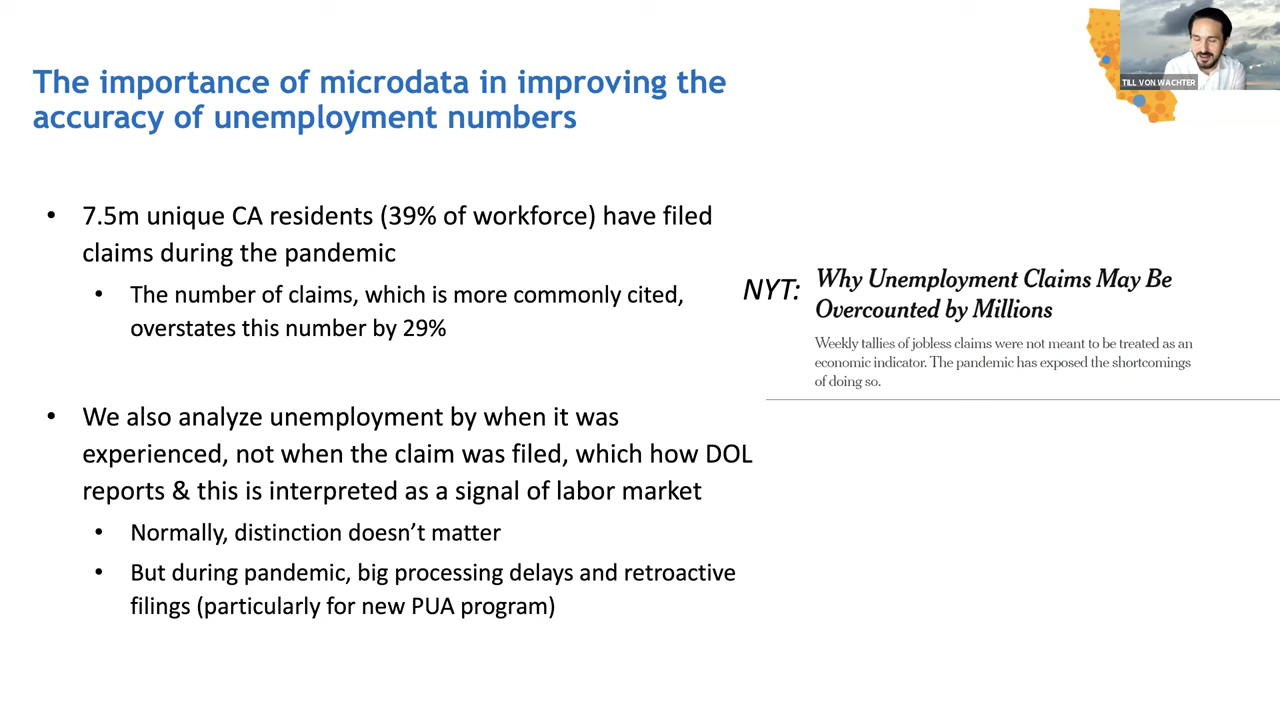 The importance of microdata in improving the
accuracy of unemployment numbers
TILL VON WACHTER
• 7.5m unique CA residents (39% of workforce) have filed
claims during the pandemic
• The number of claims, which is more commonly cited,
overstates this number by 29%
NYT:
Why Unemployment Claims May Be
Overcounted by Millions
Weekly tallies of jobless claims were not meant to be treated as an
economic indicator. The pandemic has exposed the shortcomings
of doing so.
• We also analyze unemployment by when it was
experienced, not when the claim was filed, which how DOL
reports & this is interpreted as a signal of labor market
• Normally, distinction doesn’t matter
• But during pandemic, big processing delays and retroactive
filings (particularly for new PUA program)